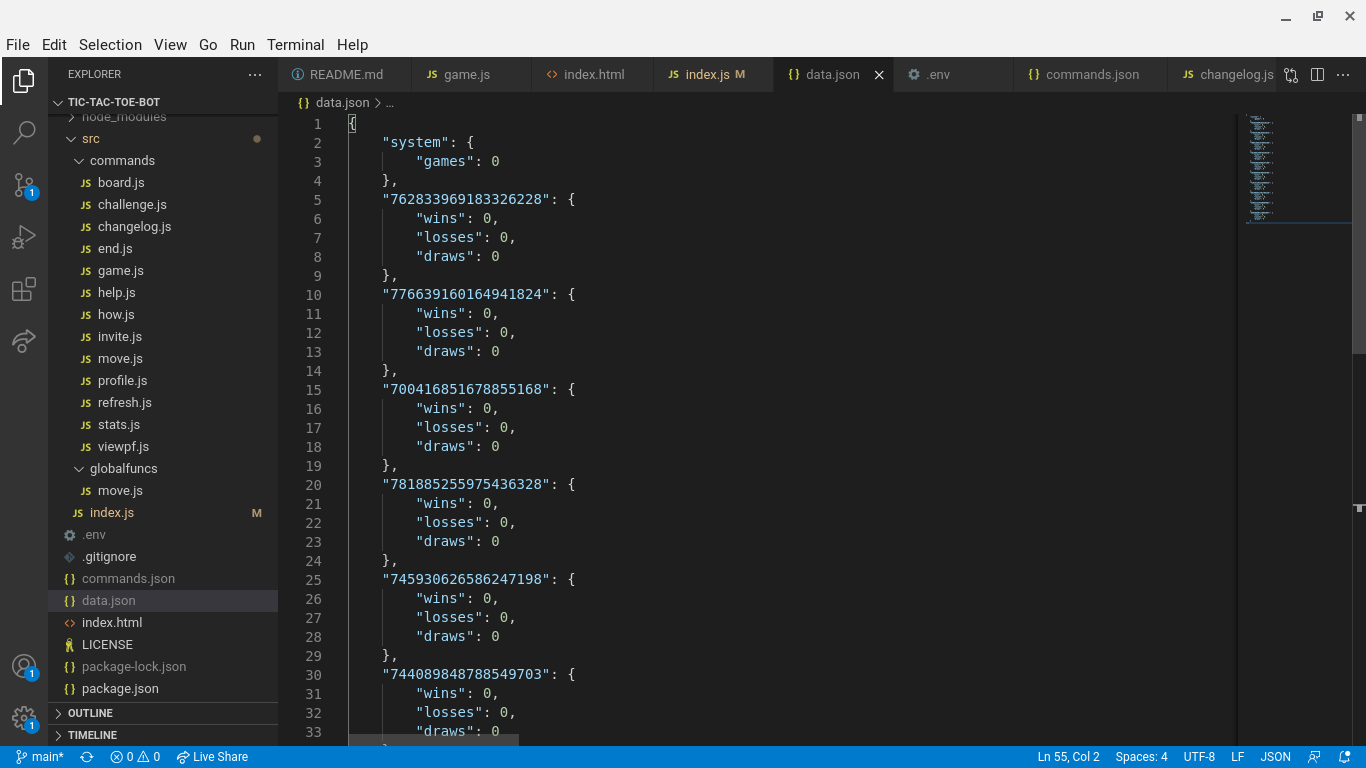 File Edit Selection View Go Run Terminal Help
EXPLORER
README.md
JS game.js
index.html
JS index.js M
data.json
.env
commands.json
JS changelog.js
TIC-TAC-TOE-BOT
data.json > ...
node_modules
src
commands
JS board.js
JS challenge.js
JS changelog.js
JS end.js
JS game.js
JS help.js
JS how.js
JS invite.js
JS move.js
JS profile.js
JS refresh.js
JS stats.js
JS viewpf.js
globalfuncs
JS move.js
JS index.js M
.env
.gitignore
{} commands.json
{} data.json
index.html
LICENSE
{} package-lock.json
{} package.json
OUTLINE
TIMELINE
1
1
1
1 {
2 "system": {
3 "games": 0
4 },
5 "762833969183326228": {
6 "wins": 0,
7 "losses": 0,
8 "draws": 0
9 },
10 "776639160164941824": {
11 "wins": 0,
12 "losses": 0,
13 "draws": 0
14 },
15 "700416851678855168": {
16 "wins": 0,
17 "losses": 0,
18 "draws": 0
19 },
20 "781885255975436328": {
21 "wins": 0,
22 "losses": 0,
23 "draws": 0
24 },
25 "745930626586247198": {
26 "wins": 0,
27 "losses": 0,
28 "draws": 0
29 },
30 "744089848788549703": {
31 "wins": 0,
32 "losses": 0,
33 "draws": 0
main* 0 0 Live Share Ln 55, Col 2 Spaces: 4 UTF-8 LF JSON